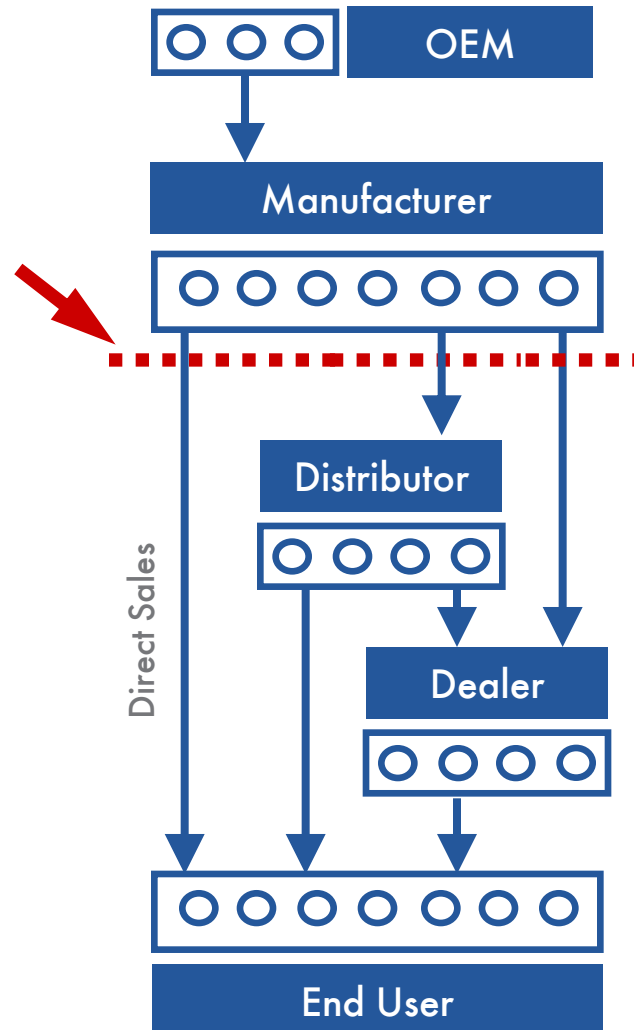 OEM
Manufacturer
Distributor
Direct Sales
Dealer
End User